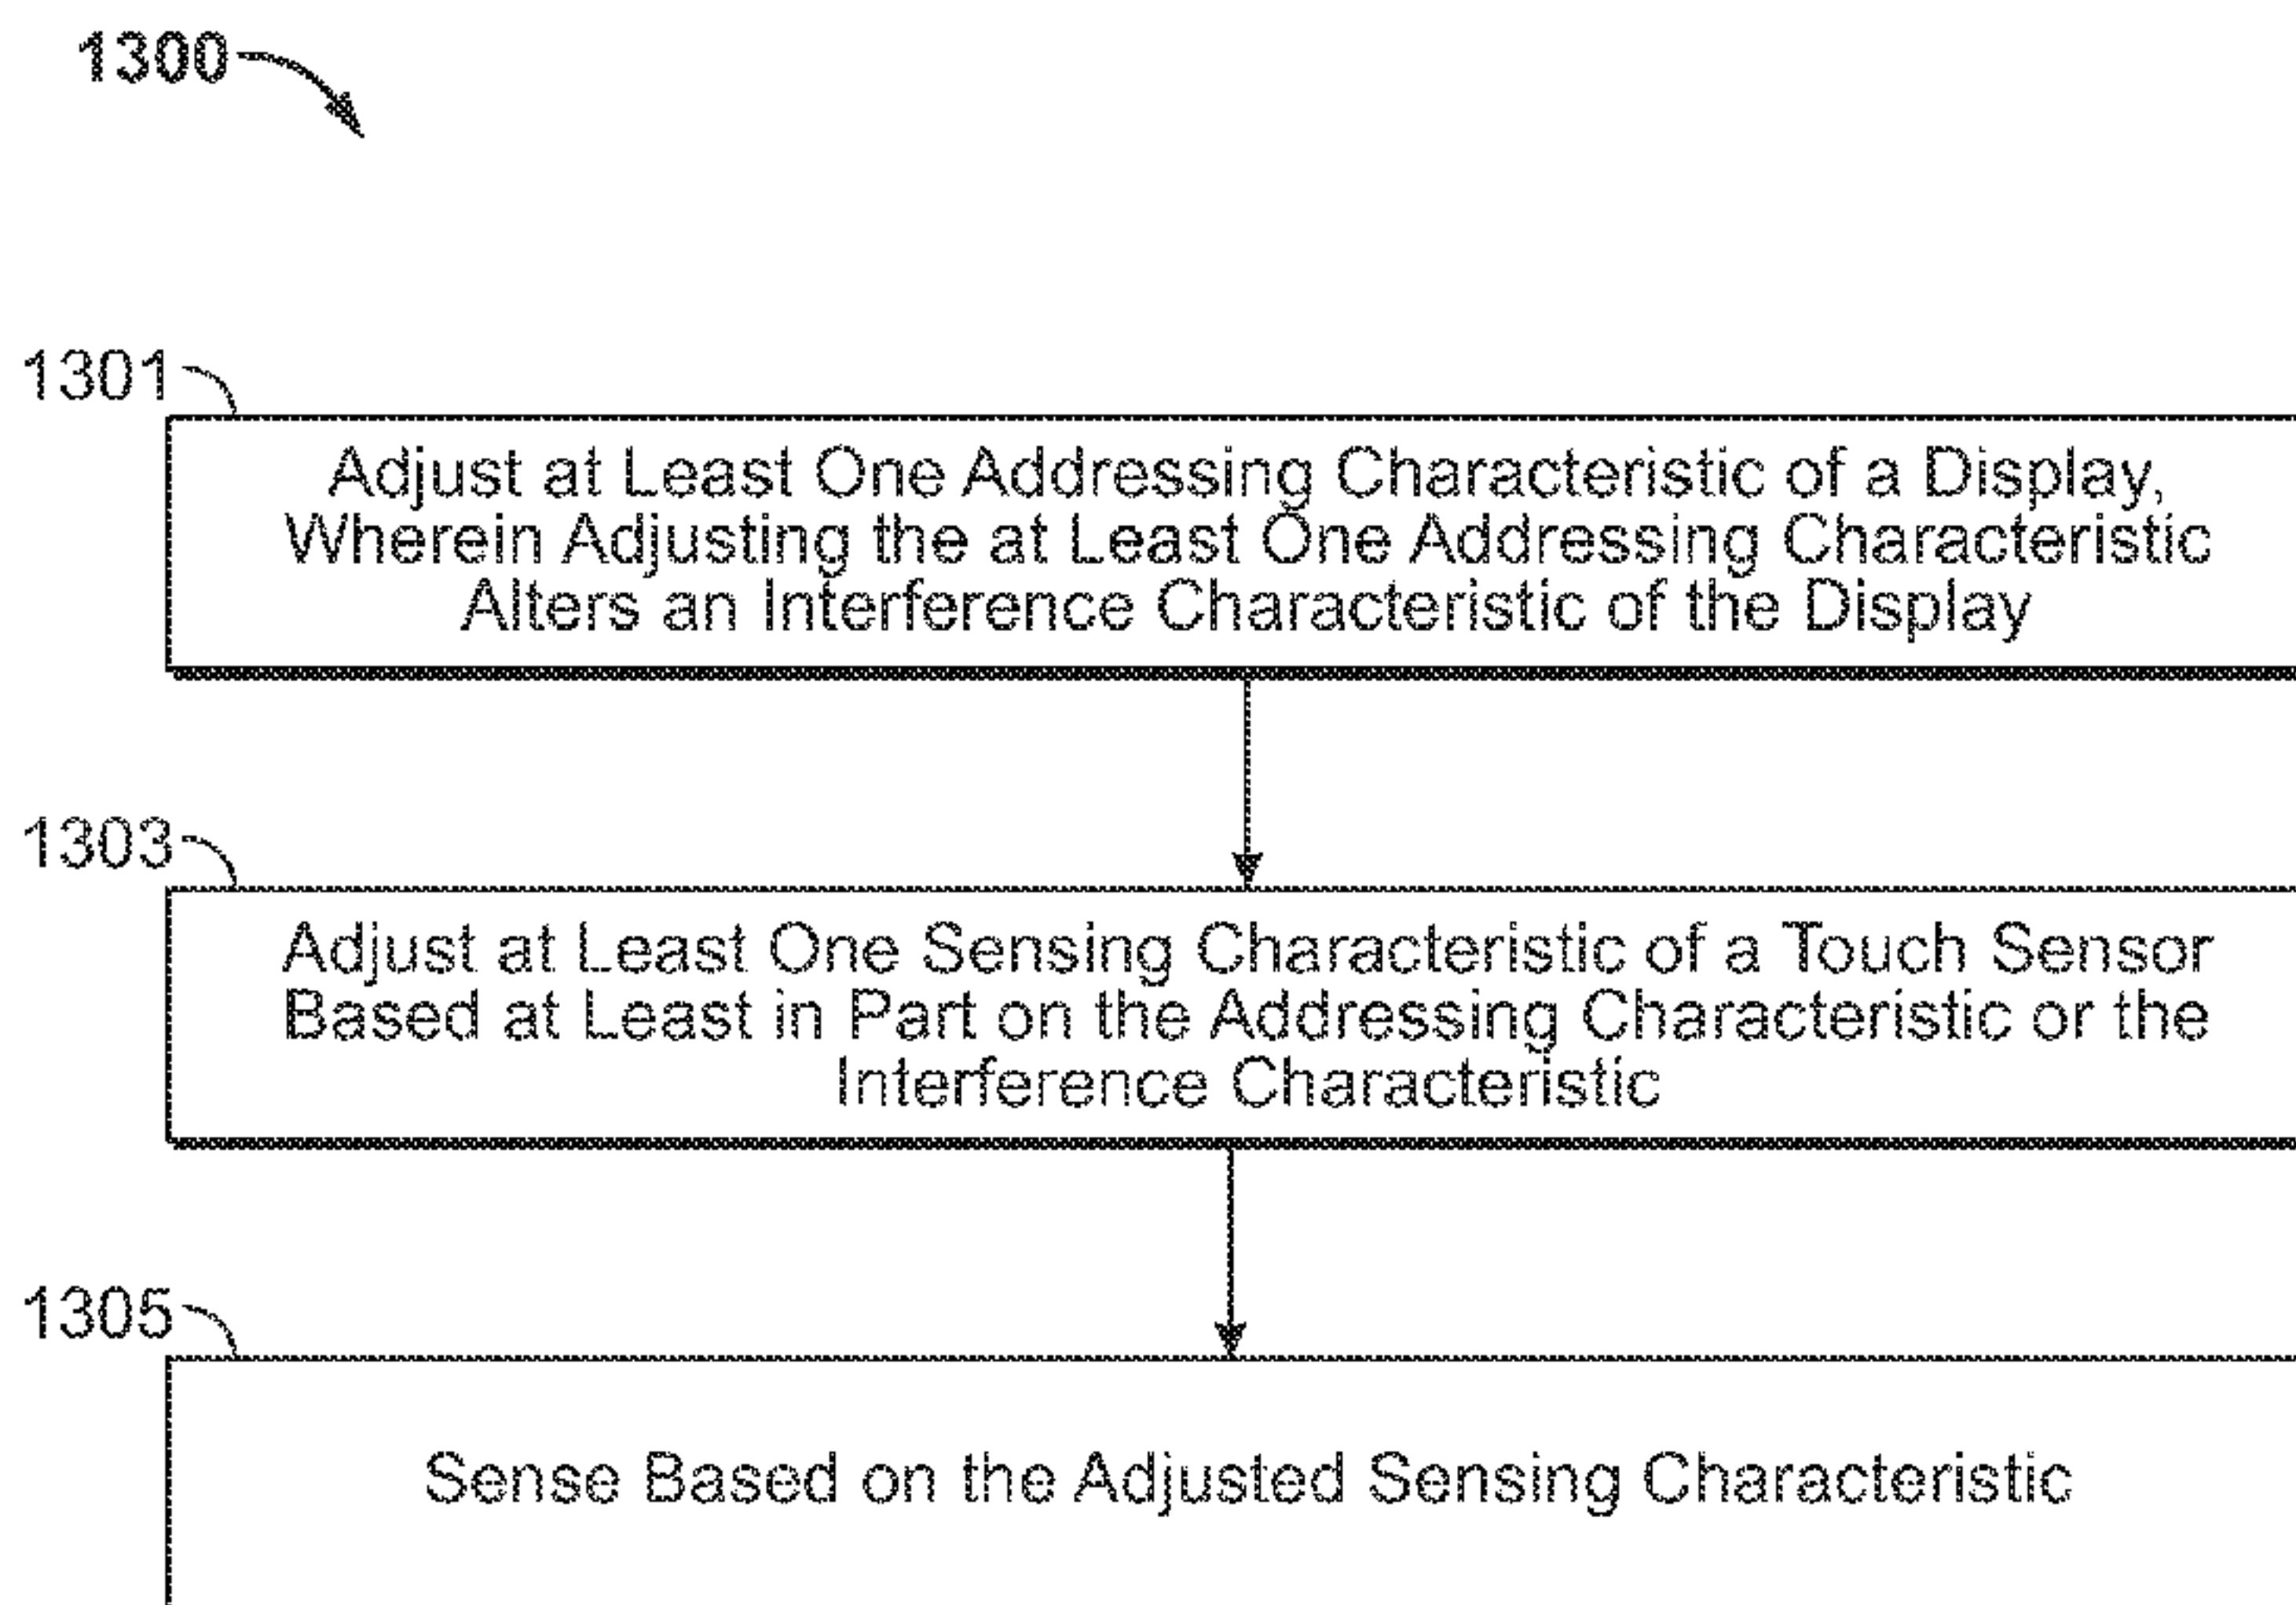 1300
1301
Adjust at Least One Addressing Characteristic of a Display,
Wherein Adjusting the at Least One Addressing Characteristic
Alters an Interference Characteristic of the Display
1303
Adjust at Least One Sensing Characteristic of a Touch Sensor
Based at Least in Part on the Addressing Characteristic or the
Interference Characteristic
1305
Sense Based on the Adjusted Sensing Characteristic